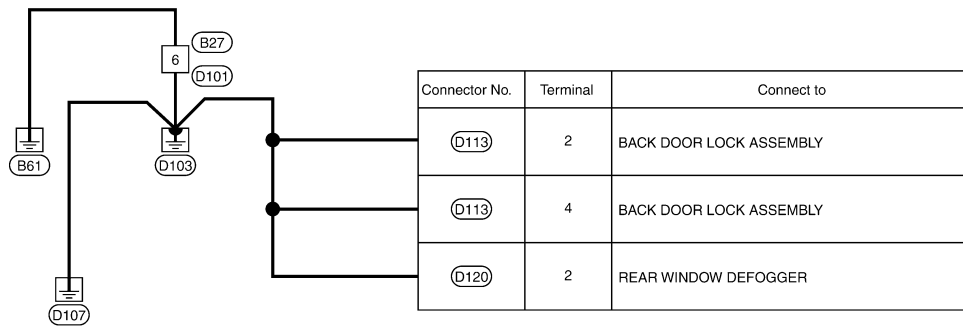 B27
6
D101
B61
D103
D107
Connector No. Terminal Connect to
D113 2 BACK DOOR LOCK ASSEMBLY
D113 4 BACK DOOR LOCK ASSEMBLY
D120 2 REAR WINDOW DEFOGGER